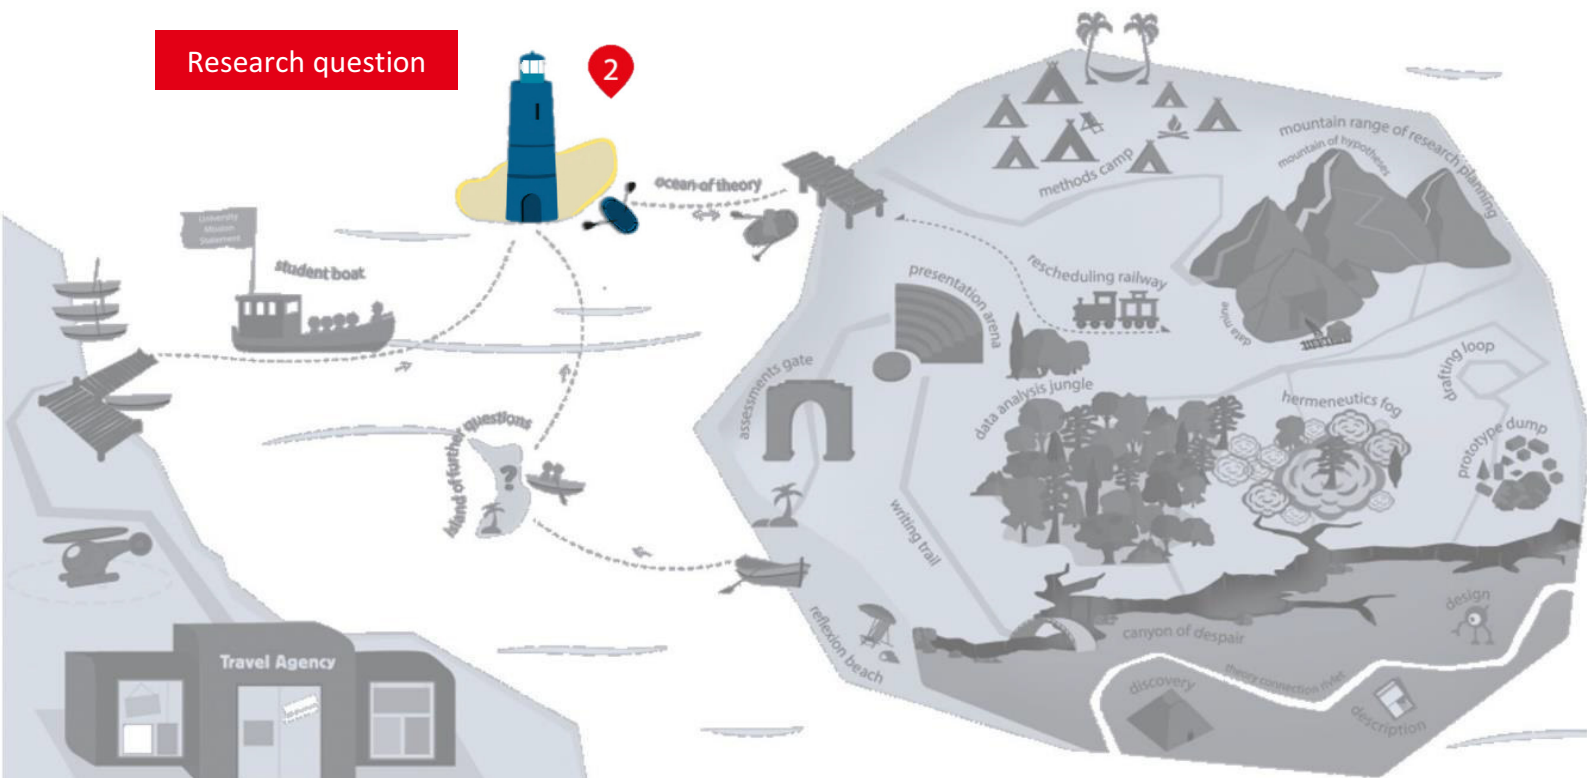 Research question
2
ocean of theory
University
Mission
Statement
student boat
methods camp
mountain range of research planning
mountain of hypotheses
rescheduling railway
presentation arena
data mine
assessments gate
data analysis jungle
drafting loop
hermeneutics fog
prototype dump
island of further questions
?
writing trail
reflexion beach
canyon of despair
design
theory connection rivlet
discovery
description
Travel Agency